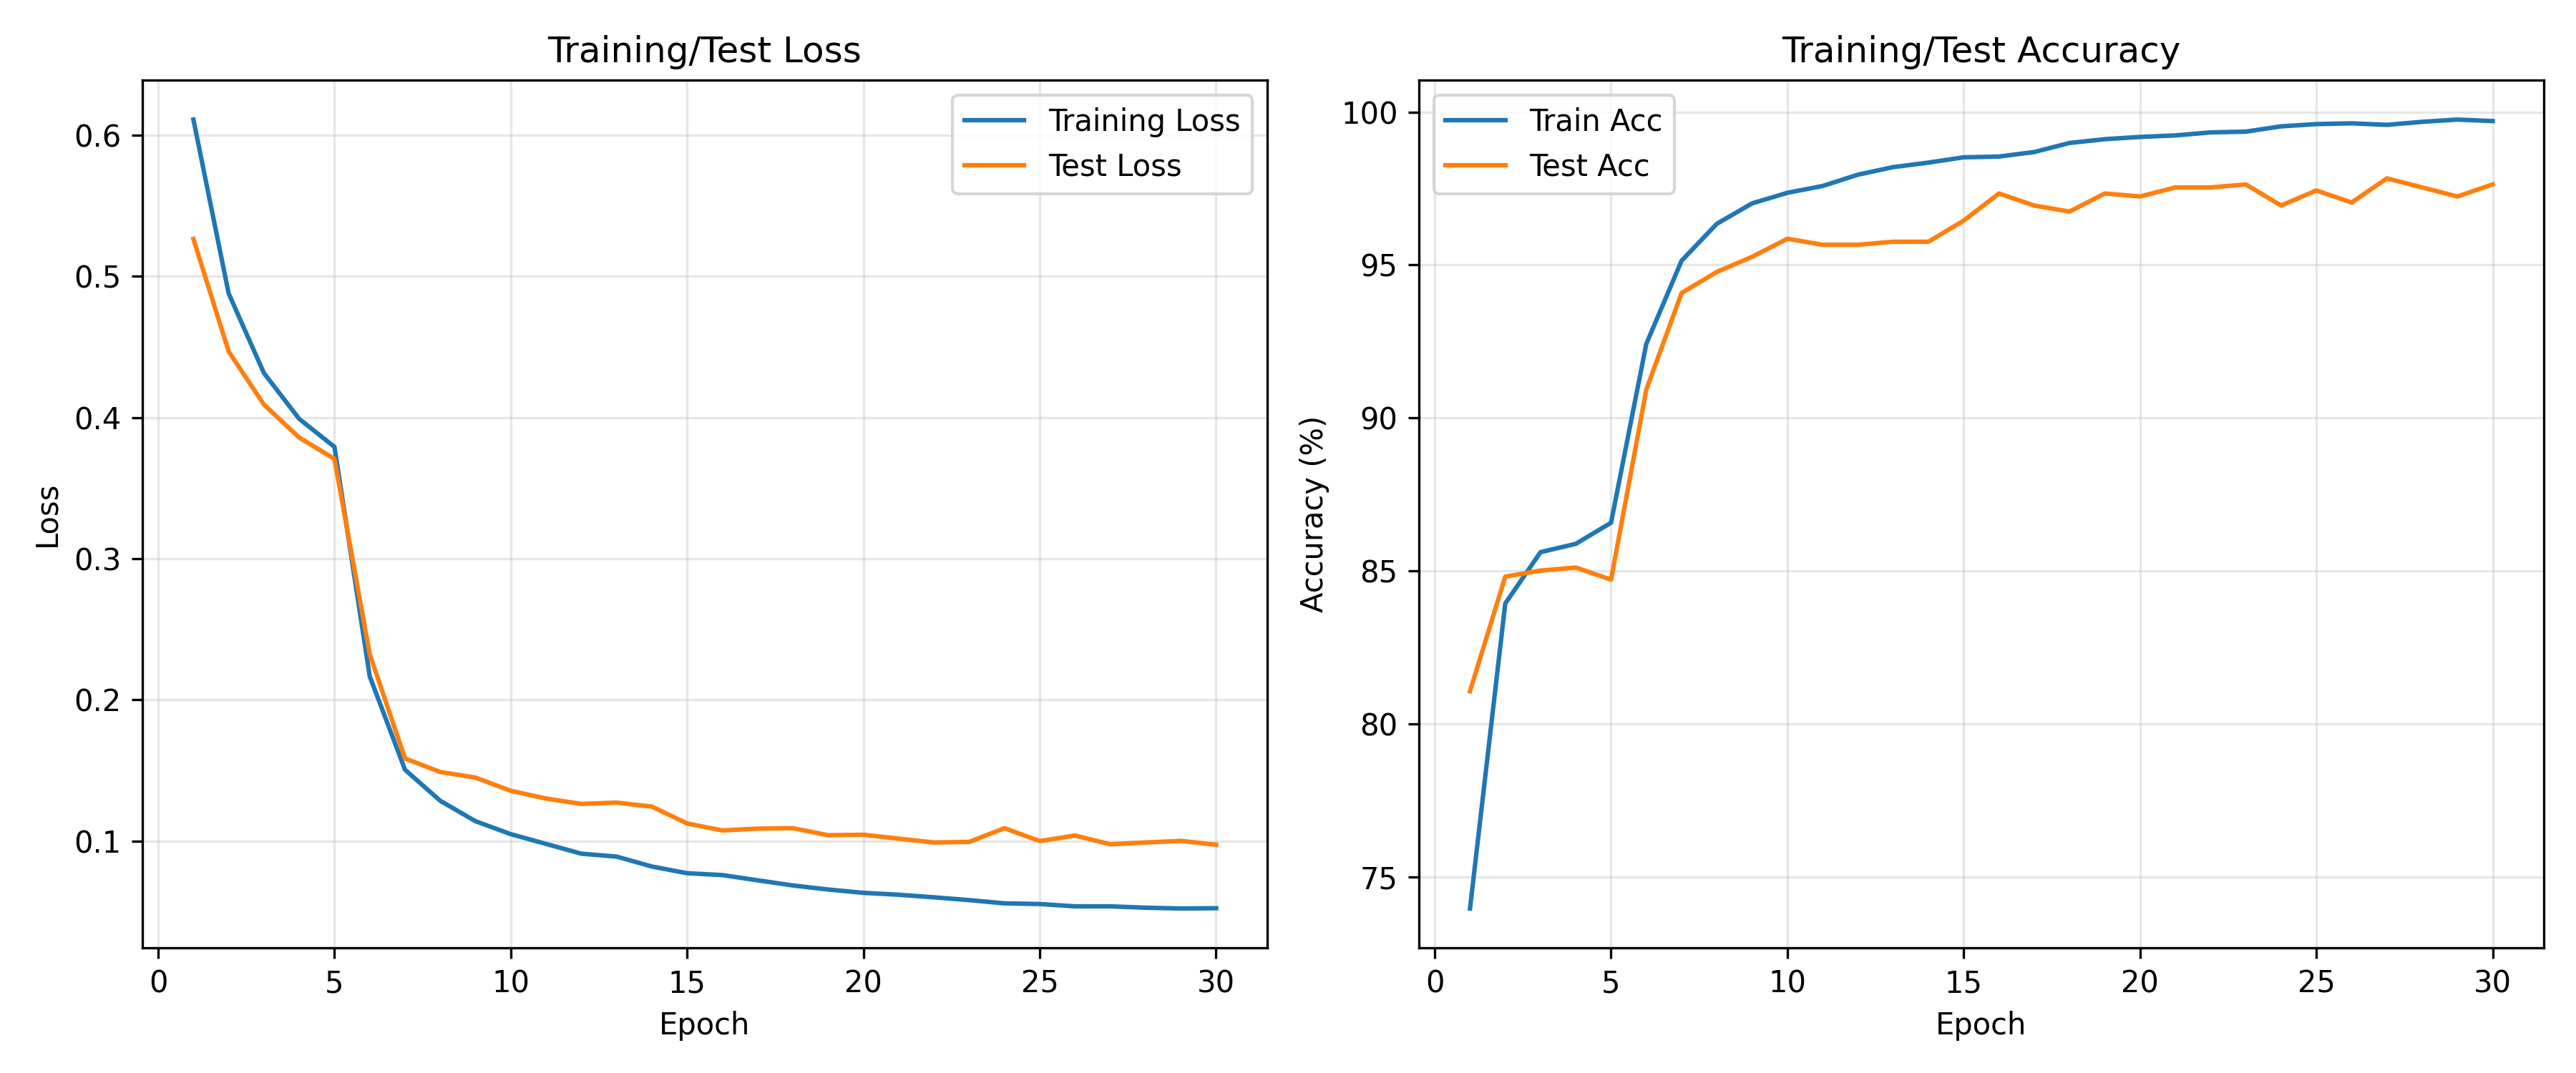 Training/Test Loss
Training Loss
Test Loss
0.6
0.5
0.4
0.3
0.2
0.1
Loss
0 5 10 15 20 25 30
Epoch
Training/Test Accuracy
Train Acc
Test Acc
100
95
90
85
80
75
Accuracy (%)
0 5 10 15 20 25 30
Epoch